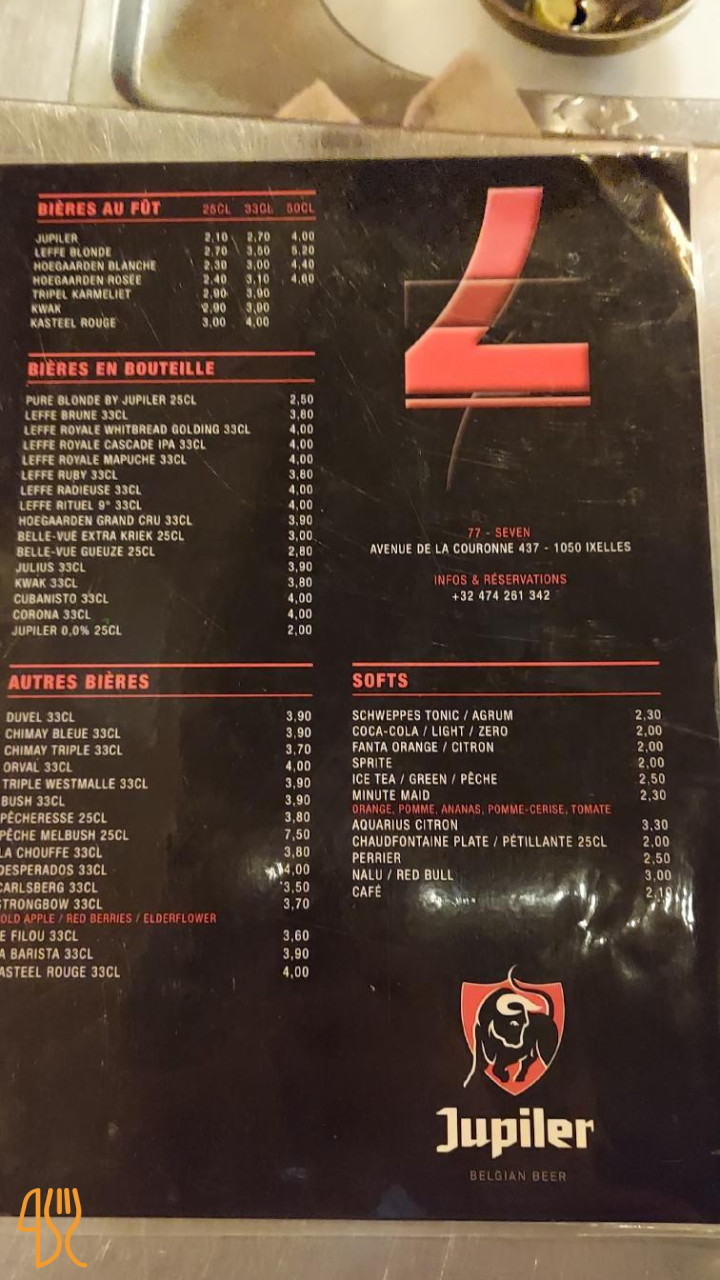 BIÈRES AU FÛT 25CL 33CL 50CL
JUPILER 2,10 2,70 4,00
LEFFE BLONDE 2,70 3,50 5,20
HOEGAARDEN BLANCHE 2,30 3,00 4,40
HOEGAARDEN ROSÉE 2,40 3,10 4,60
TRIPEL KARMELIET 2,90 3,90
KWAK 2,90 3,90
KASTEEL ROUGE 3,00 4,00
BIÈRES EN BOUTEILLE
PURE BLONDE BY JUPILER 25CL 2,50
LEFFE BRUNE 33CL 3,80
LEFFE ROYALE WHITBREAD GOLDING 33CL 4,00
LEFFE ROYALE CASCADE IPA 33CL 4,00
LEFFE ROYALE MAPUCHE 33CL 4,00
LEFFE RUBY 33CL 3,80
LEFFE RADIEUSE 33CL 4,00
LEFFE RITUEL 9° 33CL 4,00
HOEGAARDEN GRAND CRU 33CL 3,90
BELLE-VUE EXTRA KRIEK 25CL 3,00
BELLE-VUE GUEUZE 25CL 2,80
JULIUS 33CL 3,90
KWAK 33CL 3,80
CUBANISTO 33CL 4,00
CORONA 33CL 4,00
JUPILER 0,0% 25CL 2,00
AUTRES BIÈRES
DUVEL 33CL 3,90
CHIMAY BLEUE 33CL 3,90
CHIMAY TRIPLE 33CL 3,70
ORVAL 33CL 4,00
TRIPLE WESTMALLE 33CL 3,90
BUSH 33CL 3,90
PÊCHERESSE 25CL 3,80
PÊCHE MELBUSH 25CL 7,50
LA CHOUFFE 33CL 3,80
DESPERADOS 33CL 4,00
CARLSBERG 33CL 3,50
STRONGBOW 33CL 3,70
OLD APPLE / RED BERRIES / ELDERFLOWER
E FILOU 33CL 3,60
A BARISTA 33CL 3,90
ASTEEL ROUGE 33CL 4,00
77 - SEVEN
AVENUE DE LA COURONNE 437 - 1050 IXELLES
INFOS & RÉSERVATIONS
+32 474 261 342
SOFTS
SCHWEPPES TONIC / AGRUM 2,30
COCA-COLA / LIGHT / ZERO 2,00
FANTA ORANGE / CITRON 2,00
SPRITE 2,00
ICE TEA / GREEN / PÊCHE 2,50
MINUTE MAID 2,30
ORANGE, POMME, ANANAS, POMME-CERISE, TOMATE
AQUARIUS CITRON 3,30
CHAUDFONTAINE PLATE / PÉTILLANTE 25CL 2,00
PERRIER 2,50
NALU / RED BULL 3,00
CAFÉ 2,10
Jupiler
BELGIAN BEER